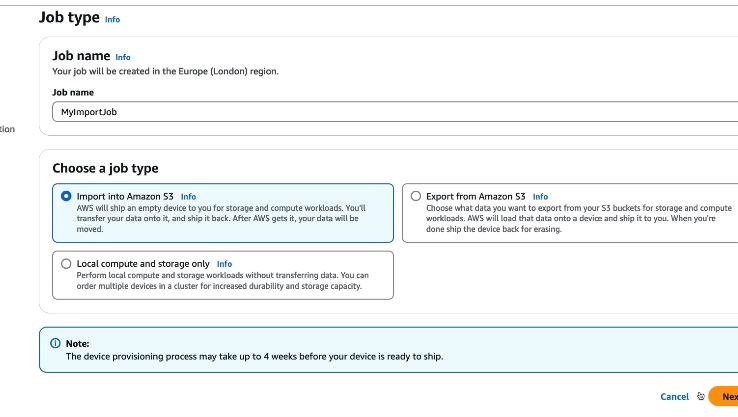 Job type Info
Job name Info
Your job will be created in the Europe (London) region.
Job name
MyImportJob
Choose a job type
Import into Amazon S3 Info
AWS will ship an empty device to you for storage and compute workloads. You'll
transfer your data onto it, and ship it back. After AWS gets it, your data will be
moved.
Export from Amazon S3 Info
Choose what data you want to export from your S3 buckets for storage and compute
workloads. AWS will load that data onto a device and ship it to you. When you're
done ship the device back for erasing.
Local compute and storage only Info
Perform local compute and storage workloads without transferring data. You can
order multiple devices in a cluster for increased durability and storage capacity.
Note:
The device provisioning process may take up to 4 weeks before your device is ready to ship.
Cancel